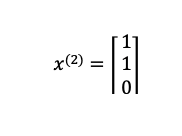 x⁽²⁾ = [1
1
0]